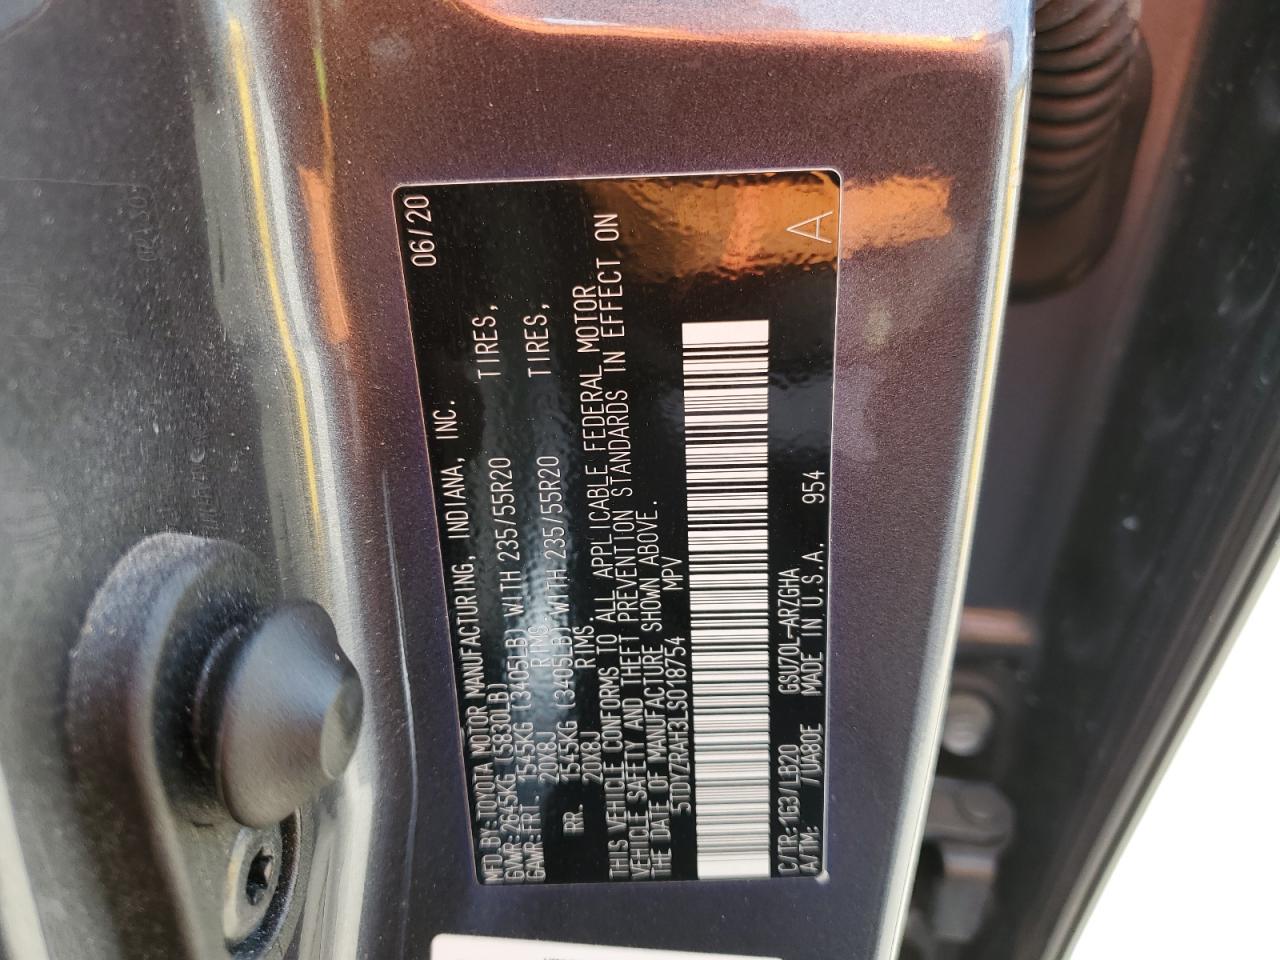 MFD.BY:TOYOTA MOTOR MANUFACTURING, INDIANA, INC. 06/20
GVWR:2645KG (5830LB)
GAWR:FRT. 1545KG (3405LB) WITH 235/55R20 TIRES,
20X8J RIMS
RR. 1545KG (3405LB) WITH 235/55R20 TIRES,
20X8J RIMS
THIS VEHICLE CONFORMS TO ALL APPLICABLE FEDERAL MOTOR
VEHICLE SAFETY AND THEFT PREVENTION STANDARDS IN EFFECT ON
THE DATE OF MANUFACTURE SHOWN ABOVE.
5TDYZRAH3LS018754 MPV
C/TR:1G3/LB20 GSU70L-ARZGHA
A/TM: /UA80E MADE IN U.S.A. 954 A